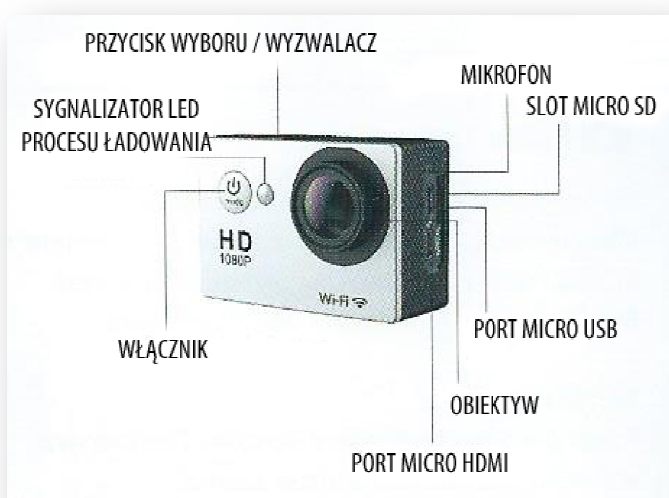 PRZYCISK WYBORU / WYZWALACZ
MIKROFON
SLOT MICRO SD
SYGNALIZATOR LED
PROCESU ŁADOWANIA
HD
1080P
Wi-Fi
PORT MICRO USB
WŁĄCZNIK
OBIEKTYW
PORT MICRO HDMI